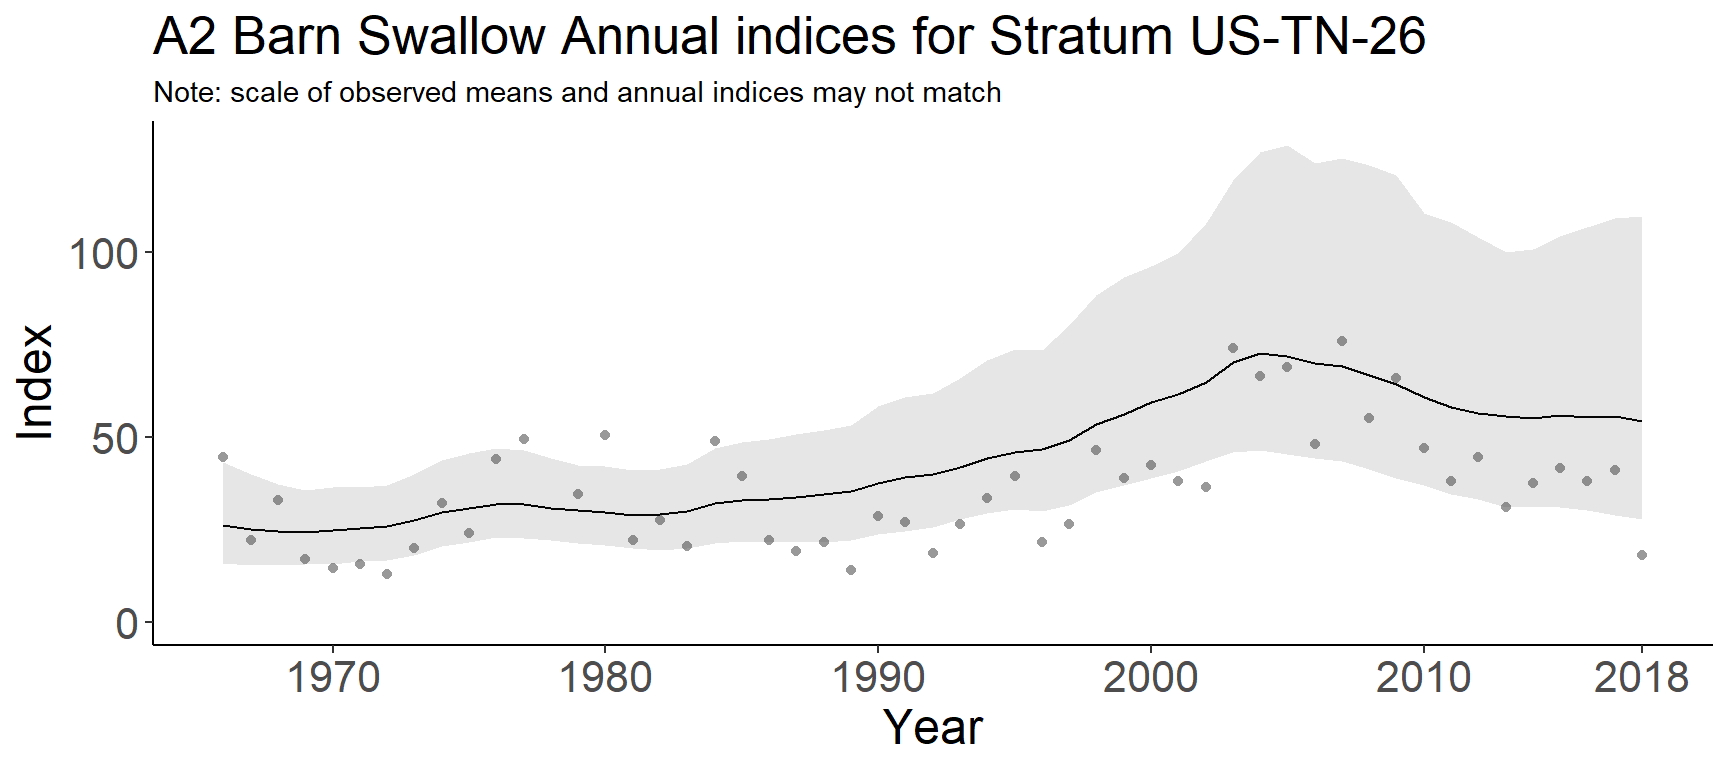 A2 Barn Swallow Annual indices for Stratum US-TN-26
Note: scale of observed means and annual indices may not match
Index
100
50
0
1970 1980 1990 2000 2010 2018
Year